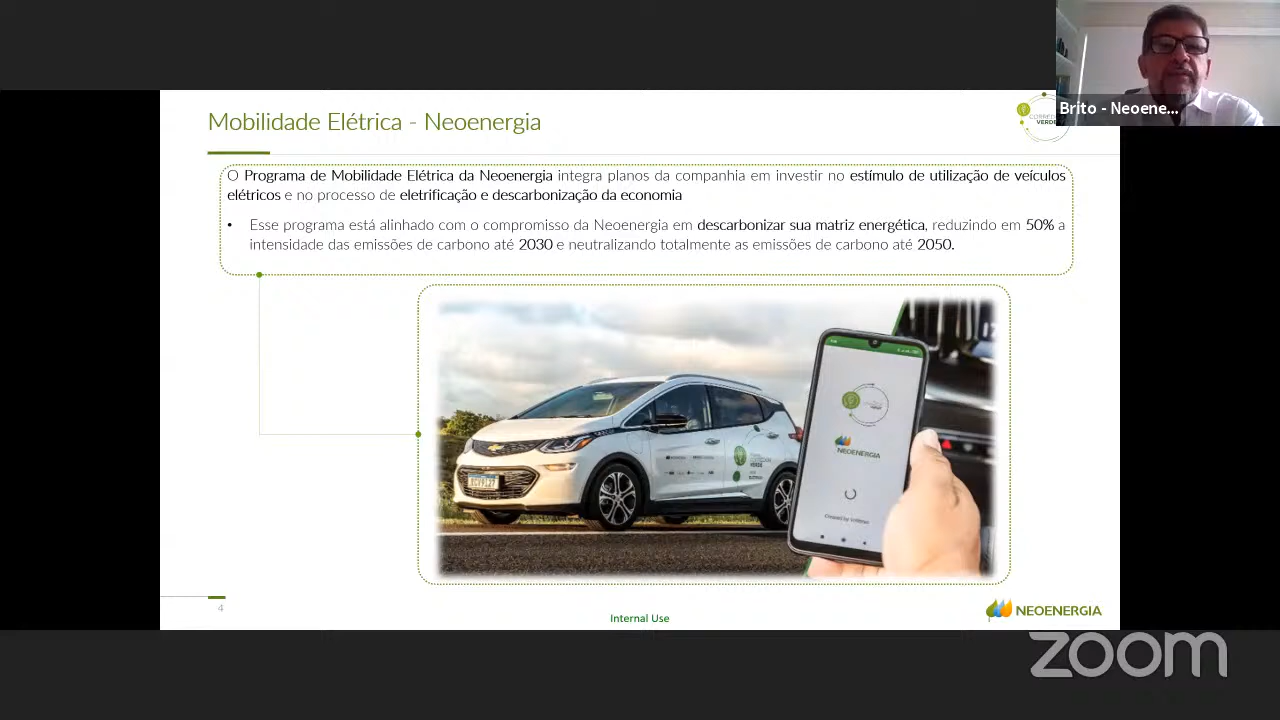 Brito - Neoene...
Mobilidade Elétrica - Neoenergia
VERDE
O Programa de Mobilidade Elétrica da Neoenergia integra planos da companhia em investir no estímulo de utilização de veículos
elétricos e no processo de eletrificação e descarbonização da economia
• Esse programa está alinhado com o compromisso da Neoenergia em descarbonizar sua matriz energética, reduzindo em 50% a
intensidade das emissões de carbono até 2030 e neutralizando totalmente as emissões de carbono até 2050.
VERDE
NEOENERGIA
4
Internal Use
NEOENERGIA
zoom